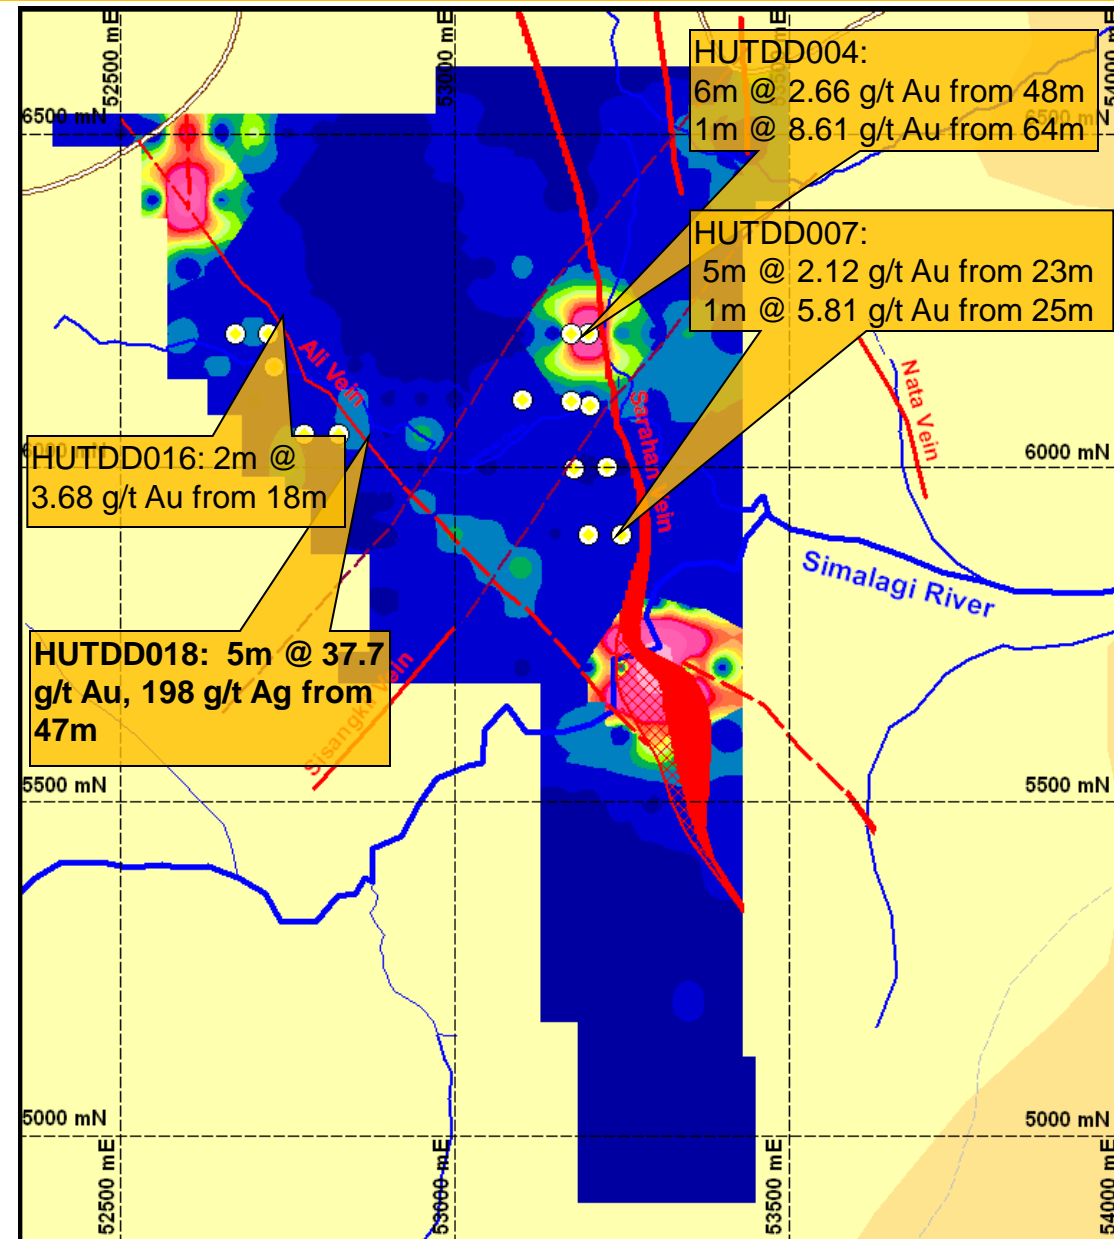 52500 mE
53000 mE
53500 mE
54000 mE
HUTDD004:
6m @ 2.66 g/t Au from 48m
1m @ 8.61 g/t Au from 64m
6500 mN
6500 mN
HUTDD007:
5m @ 2.12 g/t Au from 23m
1m @ 5.81 g/t Au from 25m
Ali Vein
Sarahan Vein
Nata Vein
6000 mN
6000 mN
HUTDD016: 2m @
3.68 g/t Au from 18m
Simalagi River
HUTDD018: 5m @ 37.7
g/t Au, 198 g/t Ag from
47m
Vein
5500 mN
5500 mN
5000 mN
5000 mN
52500 mE
53000 mE
53500 mE
54000 mE